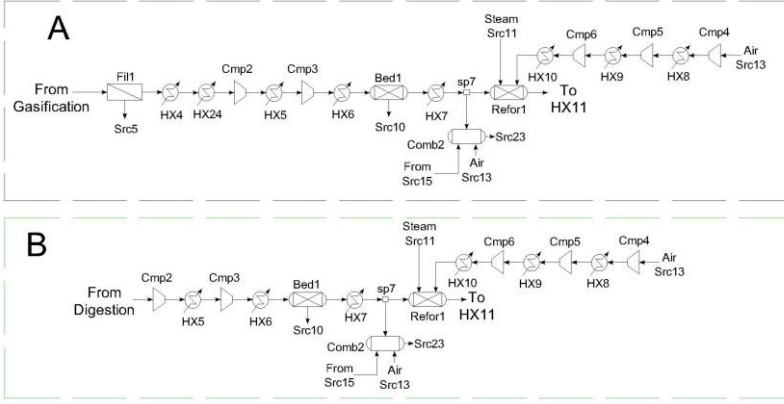 A
Steam
Src11
Cmp6
Cmp5
Cmp4
Air
Src13
HX10
HX9
HX8
From
Gasification
Fil1
Src5
HX4
HX24
Cmp2
HX5
Cmp3
HX6
Bed1
Src10
HX7
sp7
Refor1
To
HX11
Comb2
Src23
From
Src15
Air
Src13
B
Steam
Src11
Cmp6
Cmp5
Cmp4
Air
Src13
HX10
HX9
HX8
From
Digestion
Cmp2
HX5
Cmp3
HX6
Bed1
Src10
HX7
sp7
Refor1
To
HX11
Comb2
Src23
From
Src15
Air
Src13